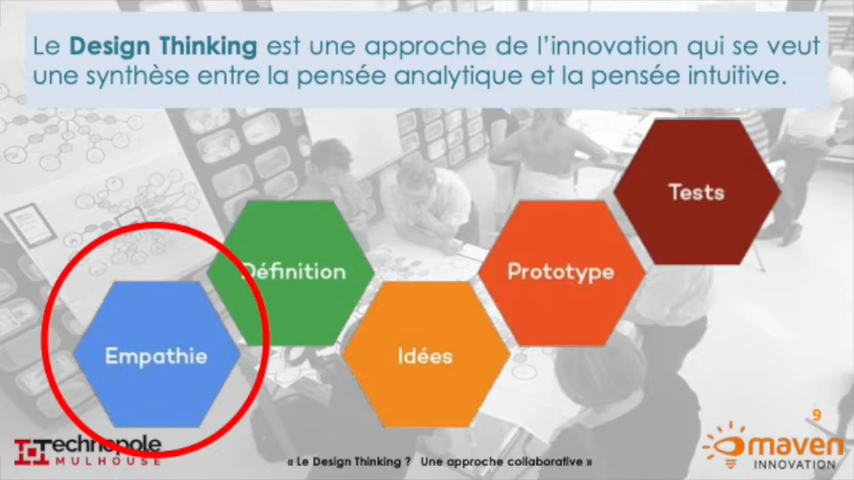 Le Design Thinking est une approche de l'innovation qui se veut
une synthèse entre la pensée analytique et la pensée intuitive.
Tests
Définition
Prototype
Empathie
Idées
9
Technopole
MULHOUSE
« Le Design Thinking ? Une approche collaborative »
maven
INNOVATION